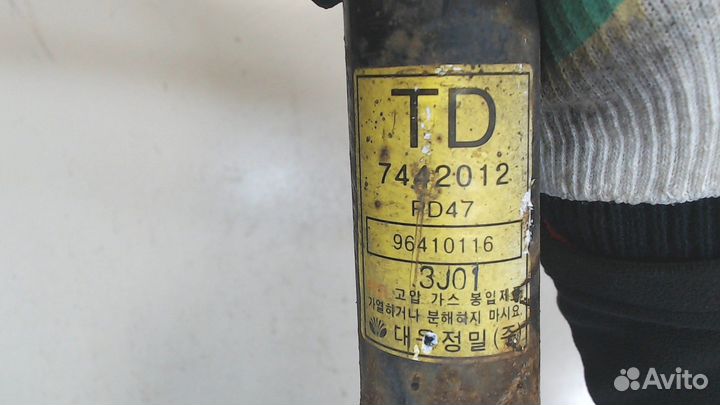 TD
7442012
PD47
96410116
3J01
고압 가스 봉입제품
가열하거나 분해하지 마시요.
대우정밀(주)
Avito